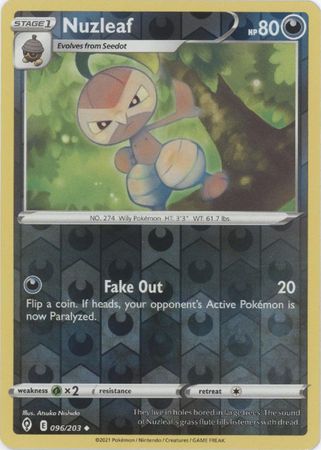 STAGE 1 Nuzleaf HP 80
Evolves from Seedot
NO. 274 Wily Pokémon HT: 3'3" WT: 61.7 lbs
Fake Out 20
Flip a coin. If heads, your opponent's Active Pokémon is
now Paralyzed.
weakness ×2 resistance retreat
Illus. Atsuko Nishida
They live in holes bored in large trees. The sound
of Nuzleaf's grass flute fills listeners with dread.
E 096/203
©2021 Pokémon / Nintendo / Creatures / GAME FREAK